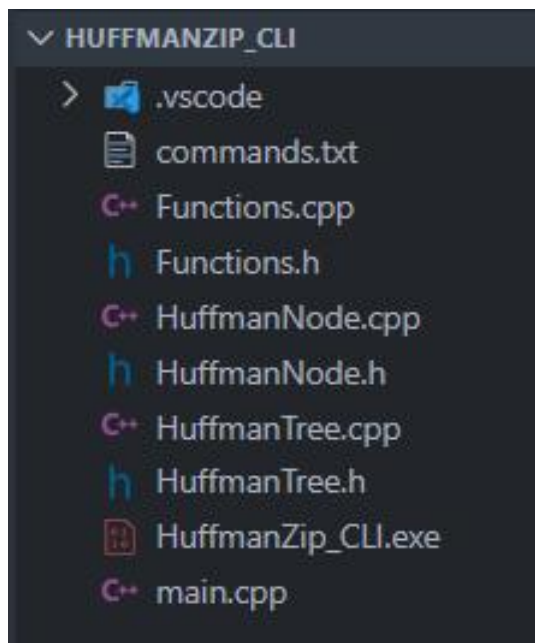 HUFFMANZIP_CLI
.vscode
commands.txt
C++ Functions.cpp
h Functions.h
C++ HuffmanNode.cpp
h HuffmanNode.h
C++ HuffmanTree.cpp
h HuffmanTree.h
HuffmanZip_CLI.exe
C++ main.cpp